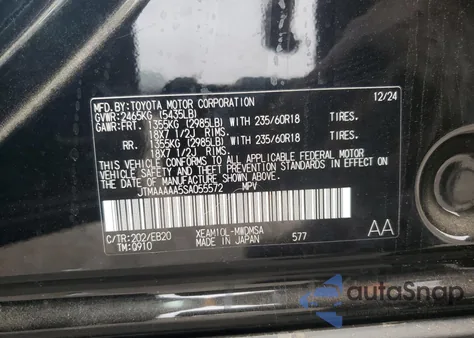 MFD.BY:TOYOTA MOTOR CORPORATION 12/24
GVWR:2465KG (5435LB)
GAWR:FRT. 1355KG (2985LB) WITH 235/60R18 TIRES.
18X7 1/2J RIMS.
RR. 1355KG (2985LB) WITH 235/60R18 TIRES.
18X7 1/2J RIMS.
THIS VEHICLE CONFORMS TO ALL APPLICABLE FEDERAL MOTOR
VEHICLE SAFETY, BUMPER, AND THEFT PREVENTION
STANDARDS IN EFFECT ON THE DATE OF MANUFACTURE SHOWN ABOVE.
JTMAAAAA5SA055572 MPV
C/TR:202/EB20 XEAM10L-MWDMSA AA
TM:Q910 MADE IN JAPAN 577
autoSnap